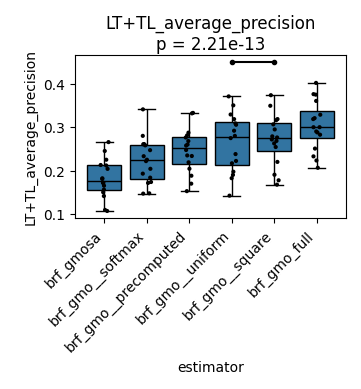 LT+TL_average_precision
p = 2.21e-13
LT+TL_average_precision
0.4
0.3
0.2
0.1
brf_gmosa
brf_gmo__softmax
brf_gmo__precomputed
brf_gmo__uniform
brf_gmo__square
brf_gmo_full
estimator